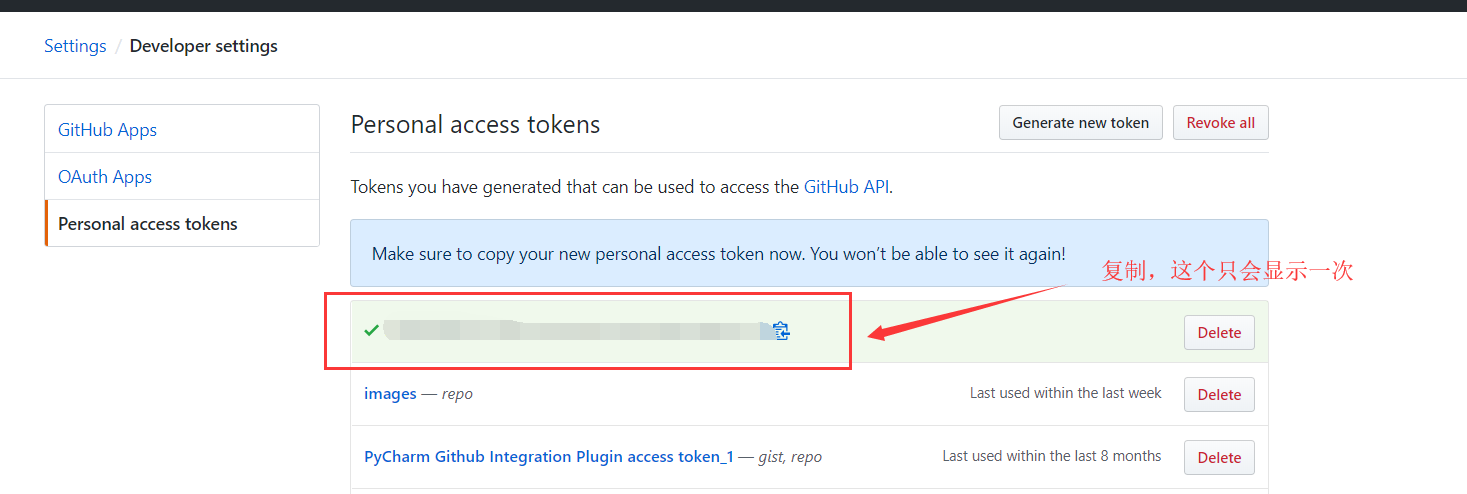 Settings / Developer settings
GitHub Apps
OAuth Apps
Personal access tokens
Personal access tokens
Generate new token
Revoke all
Tokens you have generated that can be used to access the GitHub API.
Make sure to copy your new personal access token now. You won’t be able to see it again!
复制，这个只会显示一次
Delete
images — repo
Last used within the last week
Delete
PyCharm Github Integration Plugin access token_1 — gist, repo
Last used within the last 8 months
Delete